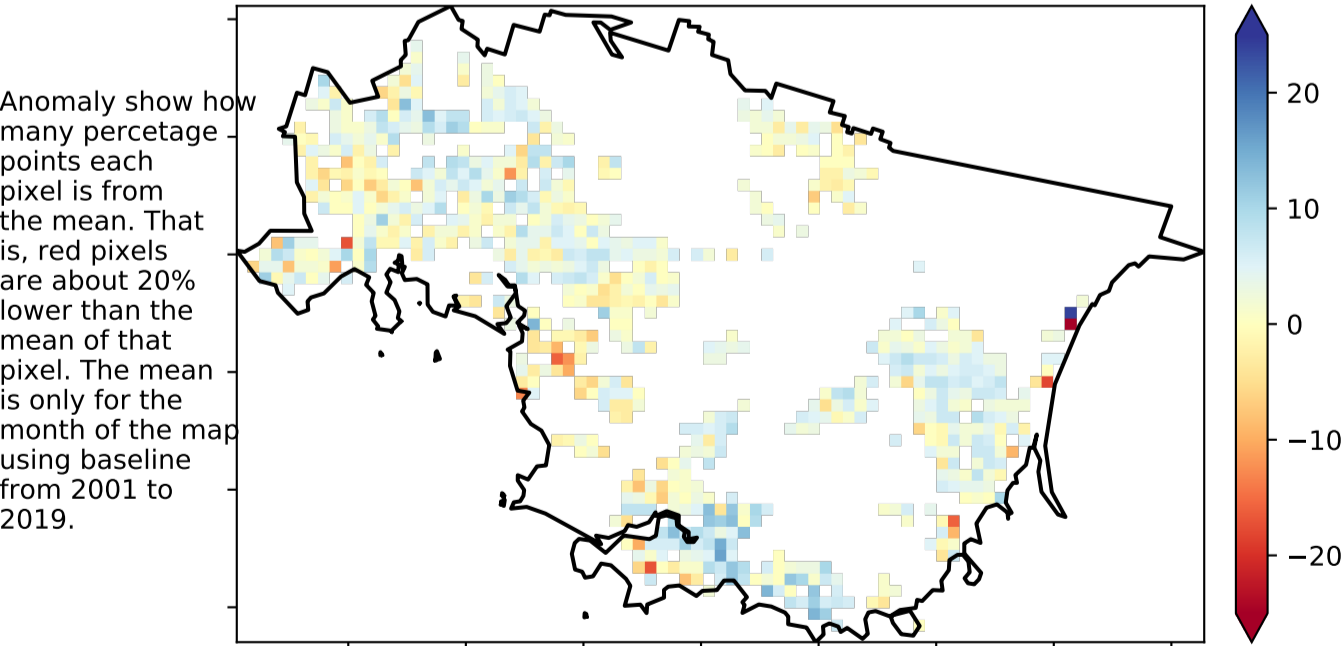 Anomaly show how
many percetage
points each
pixel is from
the mean. That
is, red pixels
are about 20%
lower than the
mean of that
pixel. The mean
is only for the
month of the map
using baseline
from 2001 to
2019.
20
10
0
−10
−20